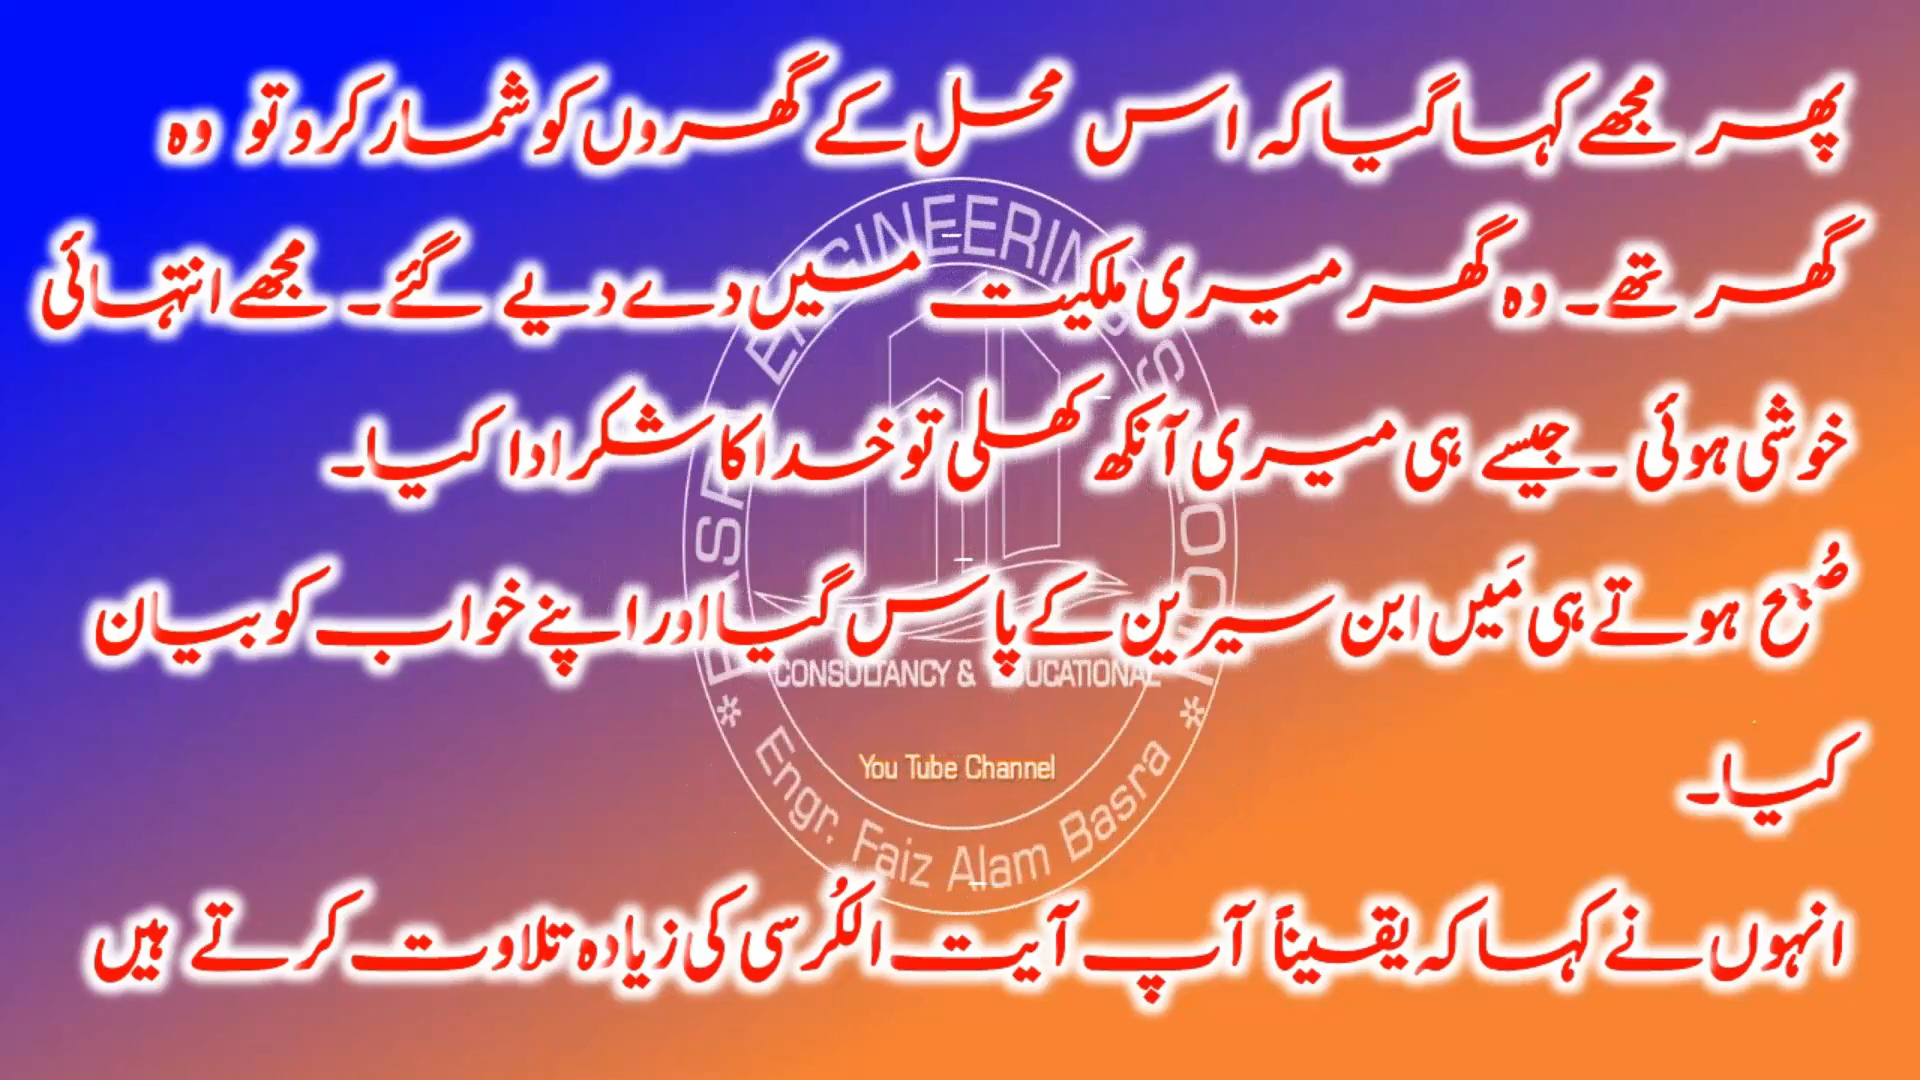 پھر مجھے کہا گیا کہ اس محل کے گھروں کو شمار کرو تو وہ
گھر تھے۔ وہ گھر میری ملکیت میں دے دیے گئے۔ مجھے انتہائی
خوشی ہوئی ۔ جیسے ہی میری آنکھ کھلی تو خدا کا شکر ادا کیا۔
صُبح ہوتے ہی مَیں ابن سیرین کے پاس گیا اور اپنے خواب کو بیان
کیا۔
انہوں نے کہا کہ یقیناً آپ آیت الکُرسی کی زیادہ تلاوت کرتے ہیں
CONSULTANCY & EDUCATIONAL
You Tube Channel
Engr. Faiz Alam Basra